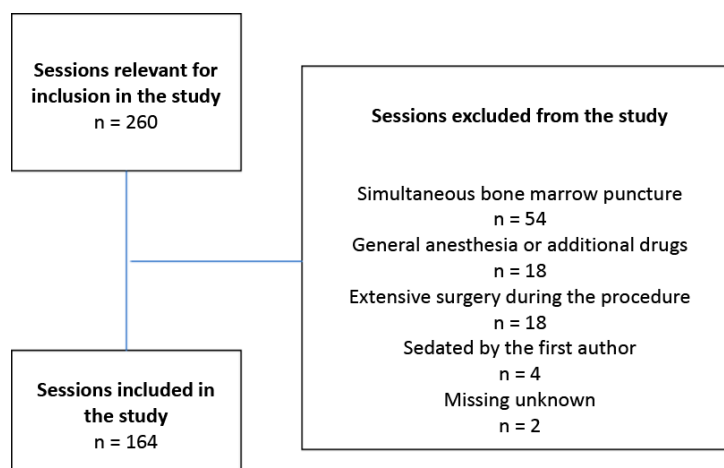 Sessions relevant for
inclusion in the study
n = 260
Sessions excluded from the study
Simultaneous bone marrow puncture
n = 54
General anesthesia or additional drugs
n = 18
Extensive surgery during the procedure
n = 18
Sedated by the first author
n = 4
Missing unknown
n = 2
Sessions included in
the study
n = 164